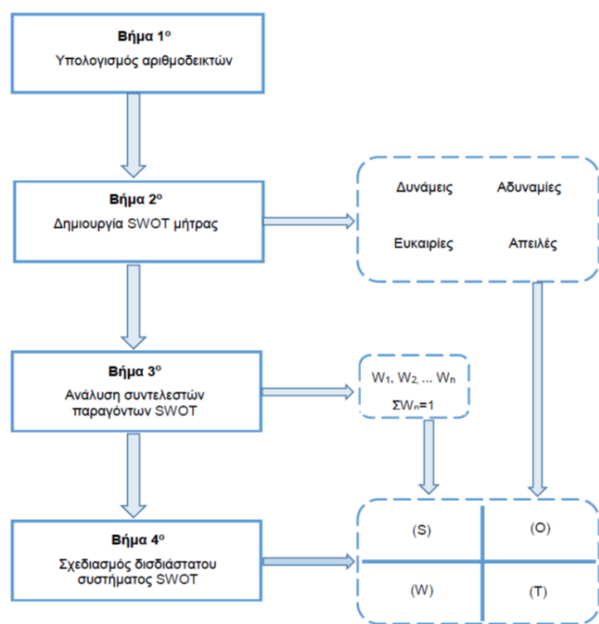 Βήμα 1ο
Υπολογισμός αριθμοδεικτών
Βήμα 2ο
Δημιουργία SWOT μήτρας
Δυνάμεις Αδυναμίες
Ευκαιρίες Απειλές
Βήμα 3ο
Ανάλυση συντελεστών
παραγόντων SWOT
W₁, W₂, ... Wₙ
ΣWₙ=1
Βήμα 4ο
Σχεδιασμός δισδιάστατου
συστήματος SWOT
(S) (O)
(W) (T)